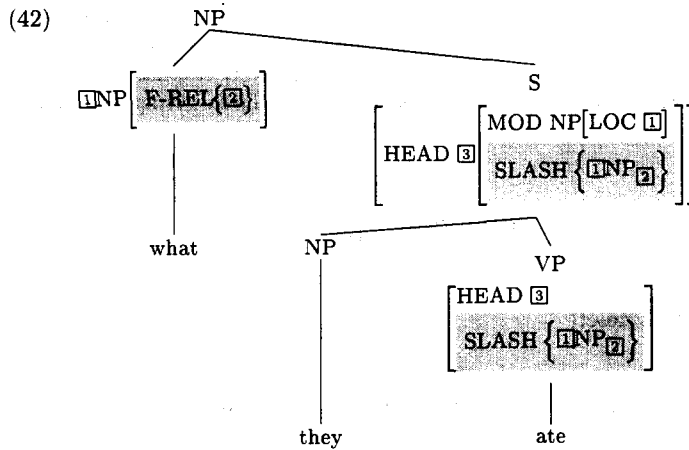 (42)
NP
1NP[F-REL{2}]
S
[HEAD 3[MOD NP[LOC 1]
SLASH {1NP2}]]
what
NP
VP
[HEAD 3
SLASH {1NP2}]
they
ate